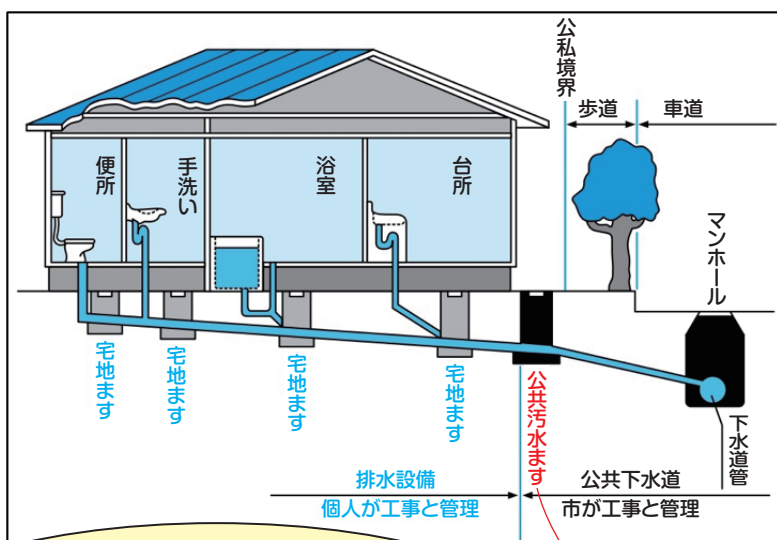 公私境界
歩道
車道
便所
手洗い
浴室
台所
マンホール
宅地ます
宅地ます
宅地ます
宅地ます
公共汚水ます
下水道管
排水設備
公共下水道
個人が工事と管理
市が工事と管理